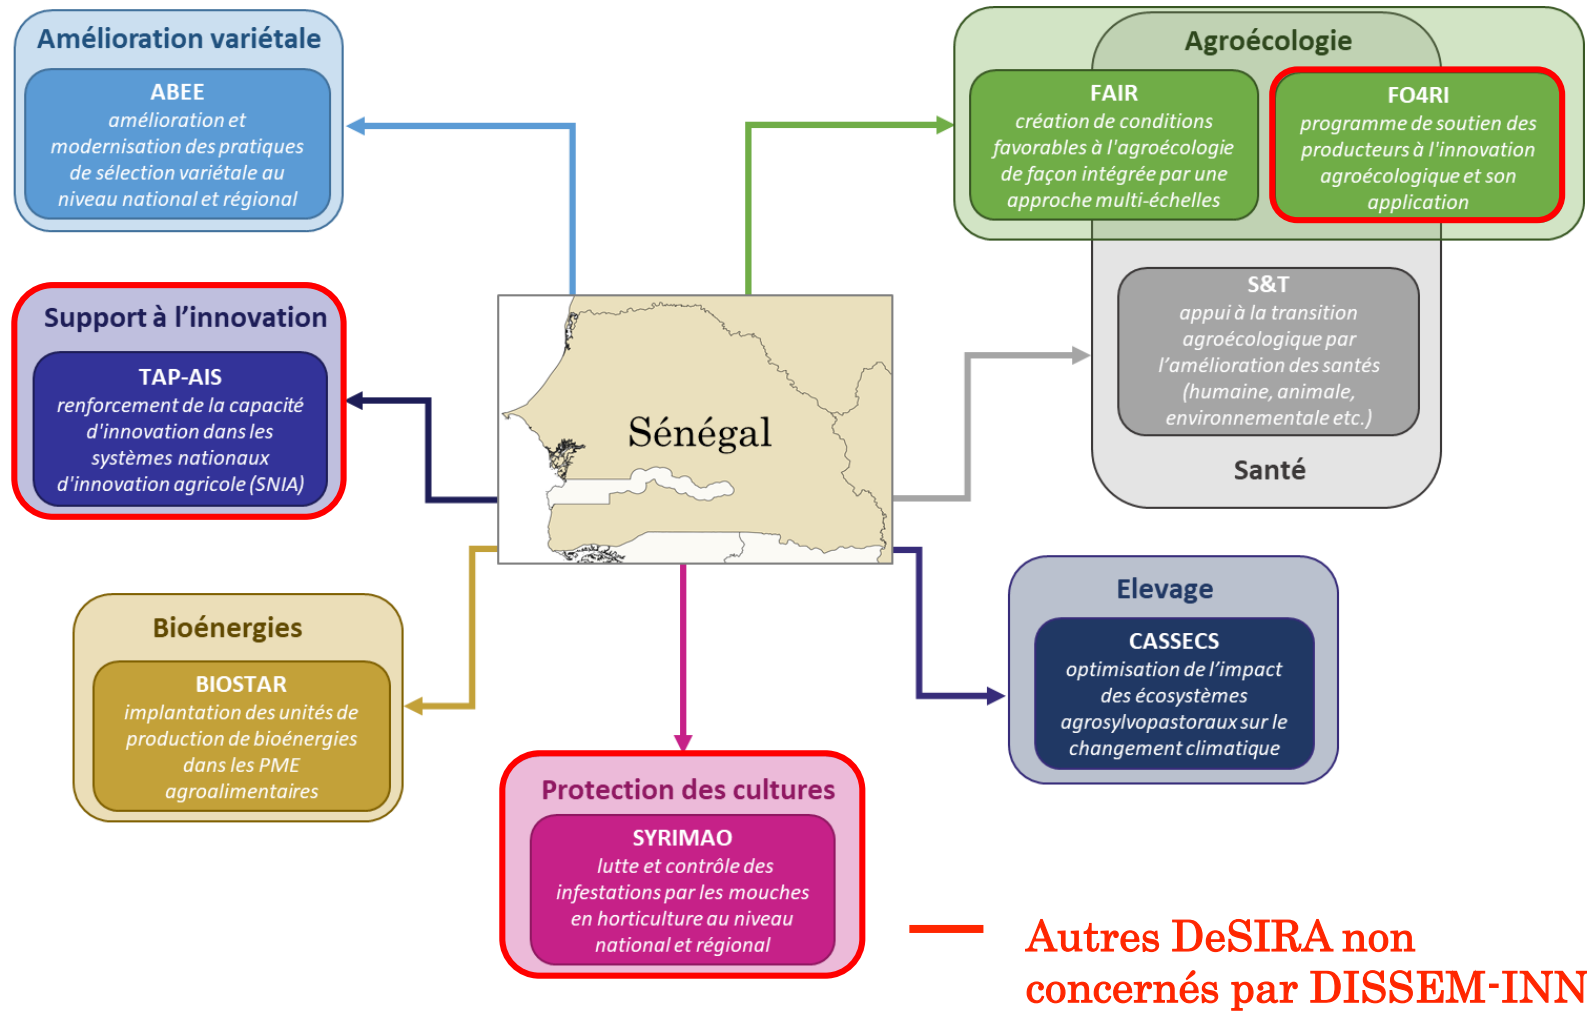 Amélioration variétale
ABEE
amélioration et
modernisation des pratiques
de sélection variétale au
niveau national et régional
Agroécologie
FAIR
création de conditions
favorables à l'agroécologie
de façon intégrée par une
approche multi-échelles
FO4RI
programme de soutien des
producteurs à l'innovation
agroécologique et son
application
Support à l’innovation
TAP-AIS
renforcement de la capacité
d'innovation dans les
systèmes nationaux
d'innovation agricole (SNIA)
Sénégal
S&T
appui à la transition
agroécologique par
l’amélioration des santés
(humaine, animale,
environnementale etc.)
Santé
Bioénergies
BIOSTAR
implantation des unités de
production de bioénergies
dans les PME
agroalimentaires
Elevage
CASSECS
optimisation de l’impact
des écosystèmes
agrosylvopastoraux sur le
changement climatique
Protection des cultures
SYRIMAO
lutte et contrôle des
infestations par les mouches
en horticulture au niveau
national et régional
Autres DeSIRA non
concernés par DISSEM-INN